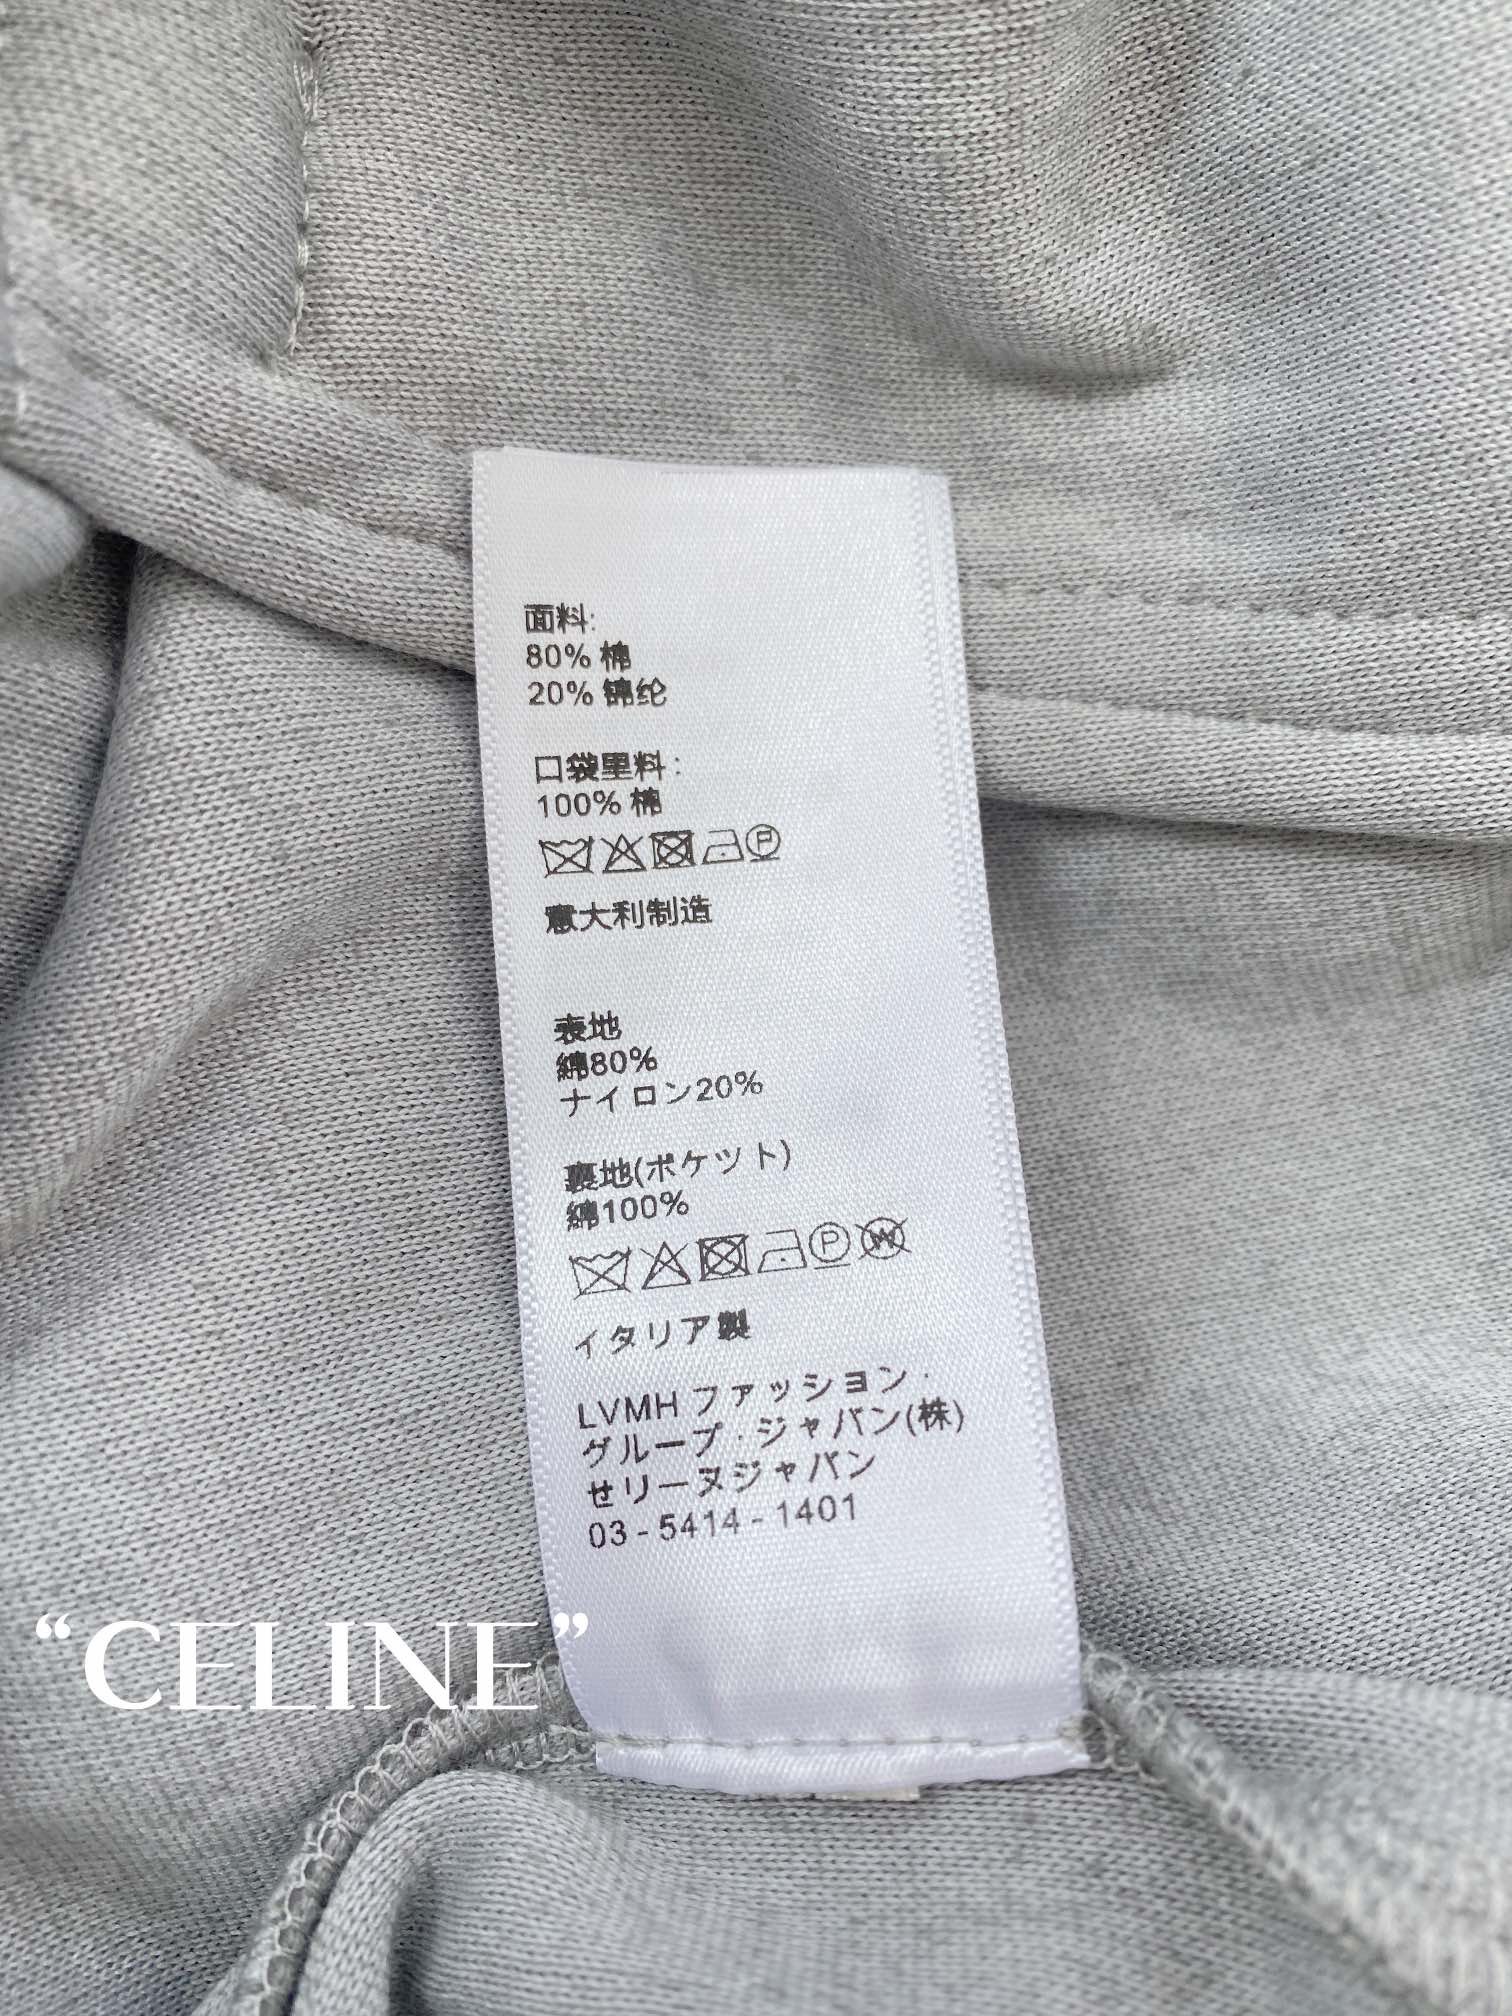 面料:
80% 棉
20% 锦纶
口袋里料:
100% 棉
P
意大利制造
表地
綿80%
ナイロン20%
裏地(ポケツト)
綿100%
P W
イタリア製
LVMH ファッション.
グループ・ジャパン(株)
せリーヌジャパン
03-5414-1401
“CELINE”